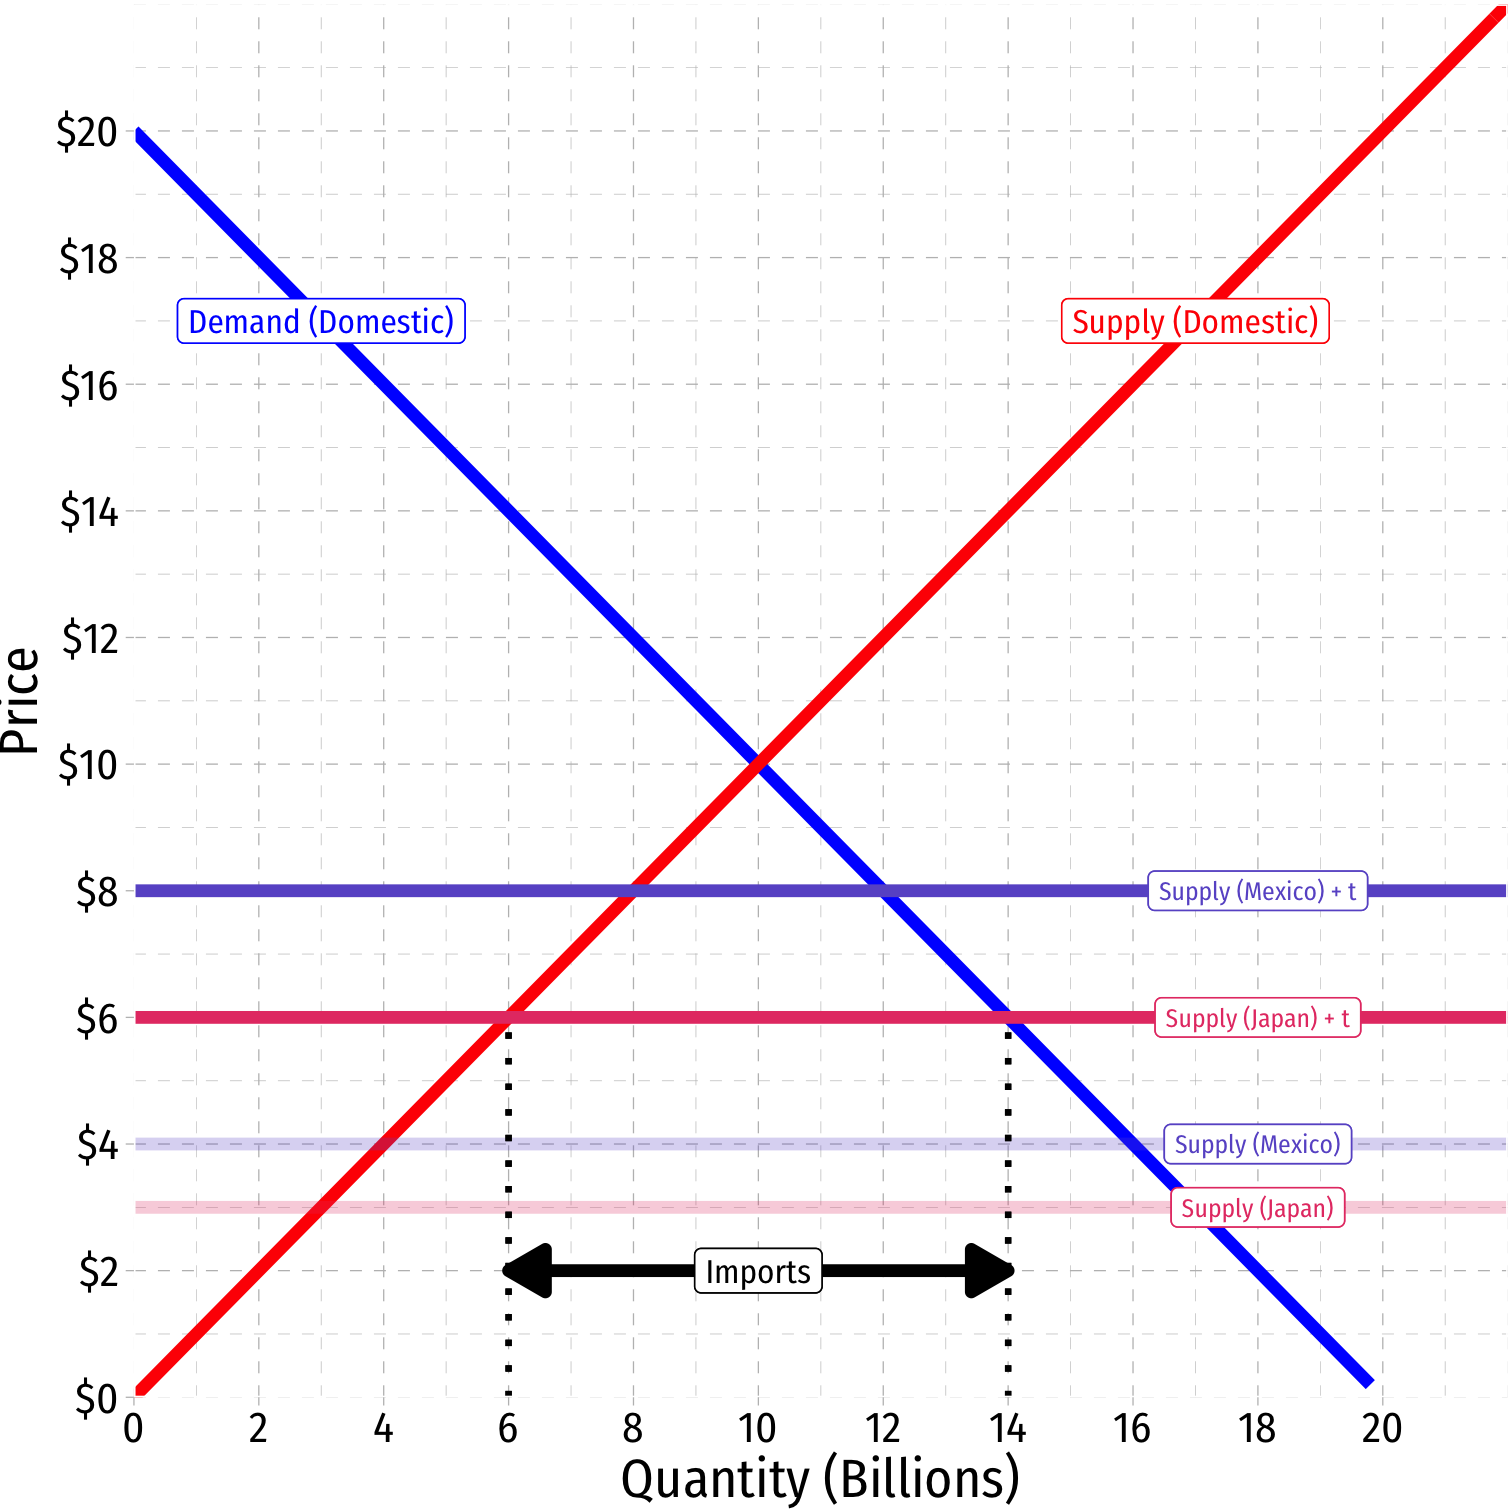 $20
$18
Demand (Domestic)
Supply (Domestic)
$16
$14
$12
Price
$10
$8
Supply (Mexico) + t
$6
Supply (Japan) + t
$4
Supply (Mexico)
Supply (Japan)
$2
Imports
$0
0 2 4 6 8 10 12 14 16 18 20
Quantity (Billions)